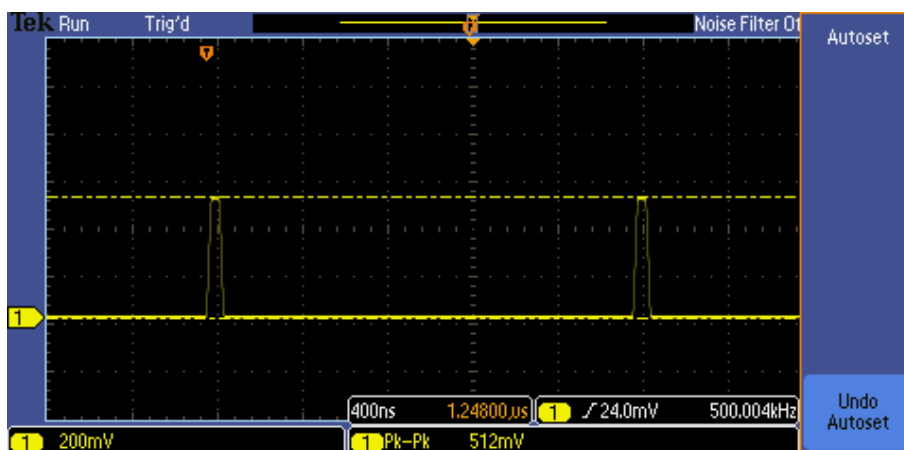 Tek Run Trig'd Noise Filter Of
Autoset
T
T
1
400ns 1.24800µs 1 24.0mV 500.004kHz
1 200mV 1 Pk–Pk 512mV
Undo
Autoset